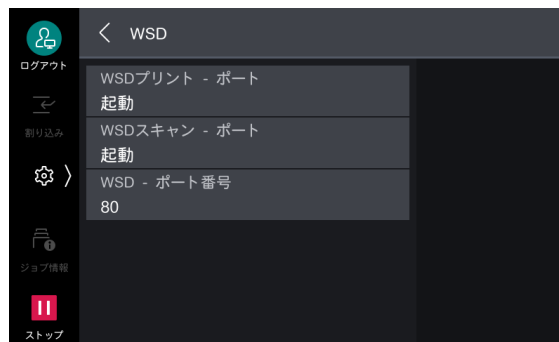 WSD
ログアウト
WSDプリント - ポート
起動
割り込み
WSDスキャン - ポート
起動
WSD - ポート番号
80
ジョブ情報
ストップ